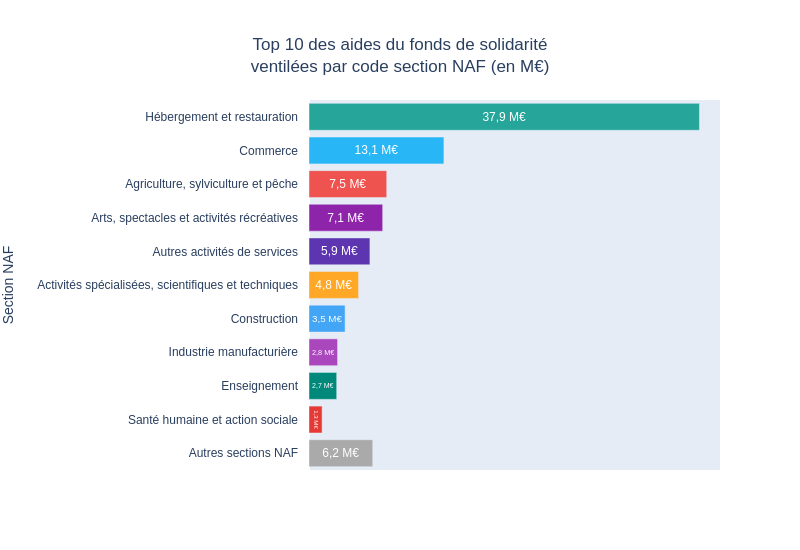 Top 10 des aides du fonds de solidarité
ventilées par code section NAF (en M€)
Section NAF
Hébergement et restauration 37,9 M€
Commerce 13,1 M€
Agriculture, sylviculture et pêche 7,5 M€
Arts, spectacles et activités récréatives 7,1 M€
Autres activités de services 5,9 M€
Activités spécialisées, scientifiques et techniques 4,8 M€
Construction 3,5 M€
Industrie manufacturière 2,8 M€
Enseignement 2,7 M€
Santé humaine et action sociale 1,3 M€
Autres sections NAF 6,2 M€